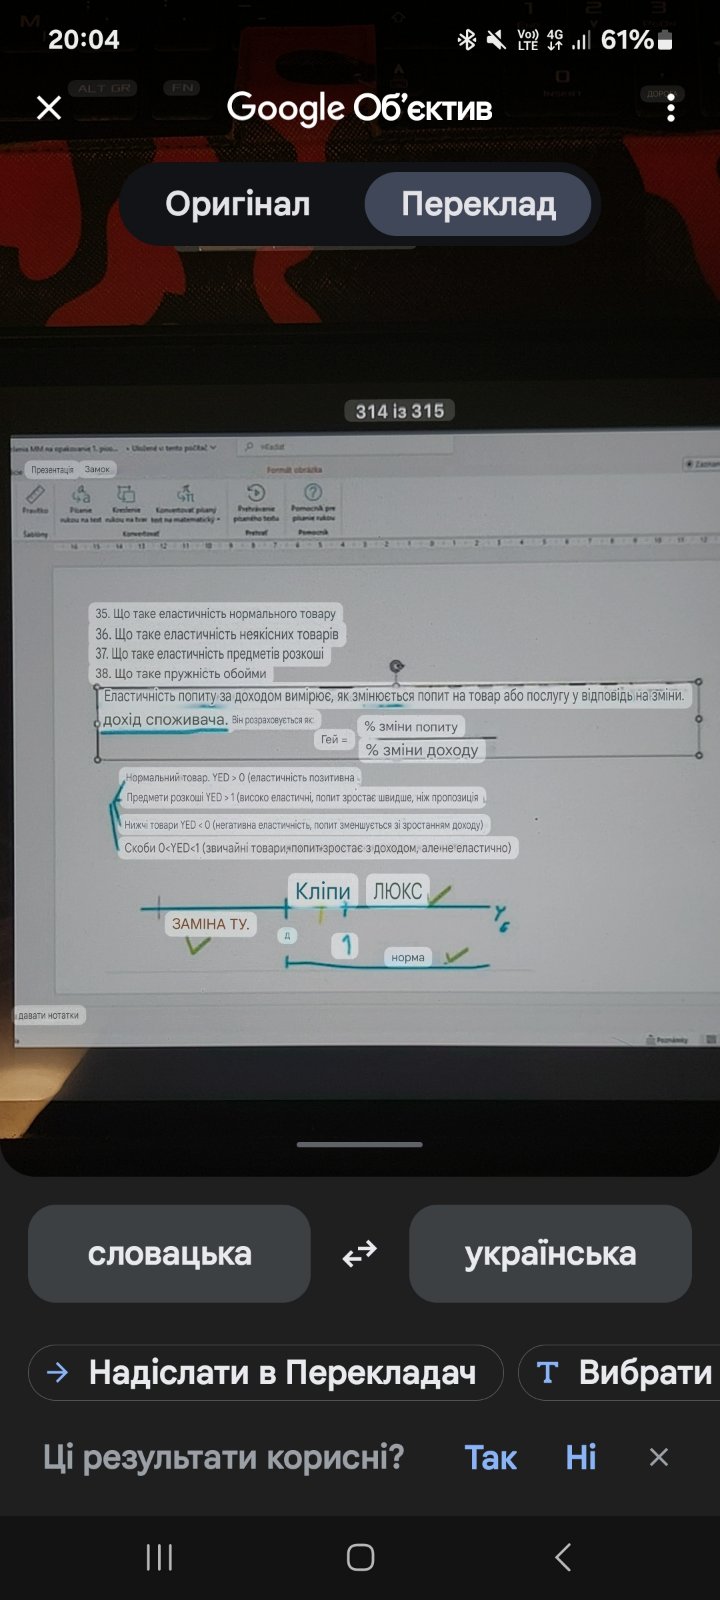 20:04
Vo)) LTE 4G 61%
ALT GR FN
Google Об'єктив
Оригінал Переклад
314 із 315
Hľadať
Презентація Замок
Formát obrázka
Pravítko
Písanie rukou na text
Kreslenie rukou na tvar
Konvertovať písaný text na matematický
Prehrávanie písaného textu
Pomocník pre písanie rukou
Šablóny Konvertovať Prehrať Pomocník
35. Що таке еластичність нормального товару
36. Що таке еластичність неякісних товарів
37. Що таке еластичність предметів розкоші
38. Що таке пружність обойми
Еластичність попиту за доходом вимірює, як змінюється попит на товар або послугу у відповідь на зміни.
дохід споживача. Він розраховується як:
% зміни попиту
Гей =
% зміни доходу
Нормальний товар. YED > 0 (еластичність позитивна
Предмети розкоші YED > 1 (високо еластичні, попит зростає швидше, ніж пропозиція
Нижчі товари YED < 0 (негативна еластичність, попит зменшується зі зростанням доходу)
Скоби 0<YED<1 (звичайні товари, попит зростає з доходом, але не еластично)
Кліпи ЛЮКС
ЗАМІНА ТУ.
Д
1
норма
давати нотатки
Poznámky
словацька українська
Надіслати в Перекладач
Вибрати
Ці результати корисні? Так Ні